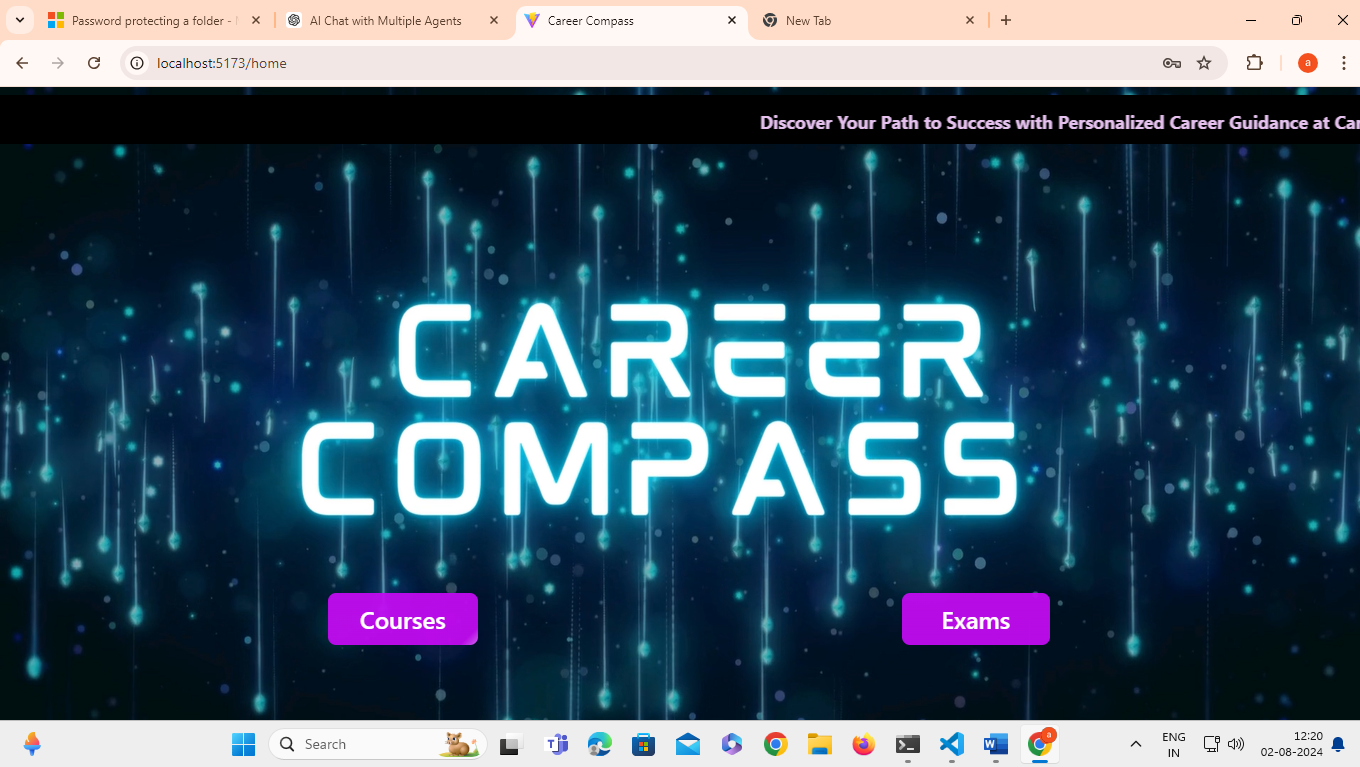 Password protecting a folder -
AI Chat with Multiple Agents
Career Compass
New Tab
localhost:5173/home
a
Discover Your Path to Success with Personalized Career Guidance at Car
CAREER
COMPASS
Courses
Exams
Search
a
ENG
IN
12:20
02-08-2024